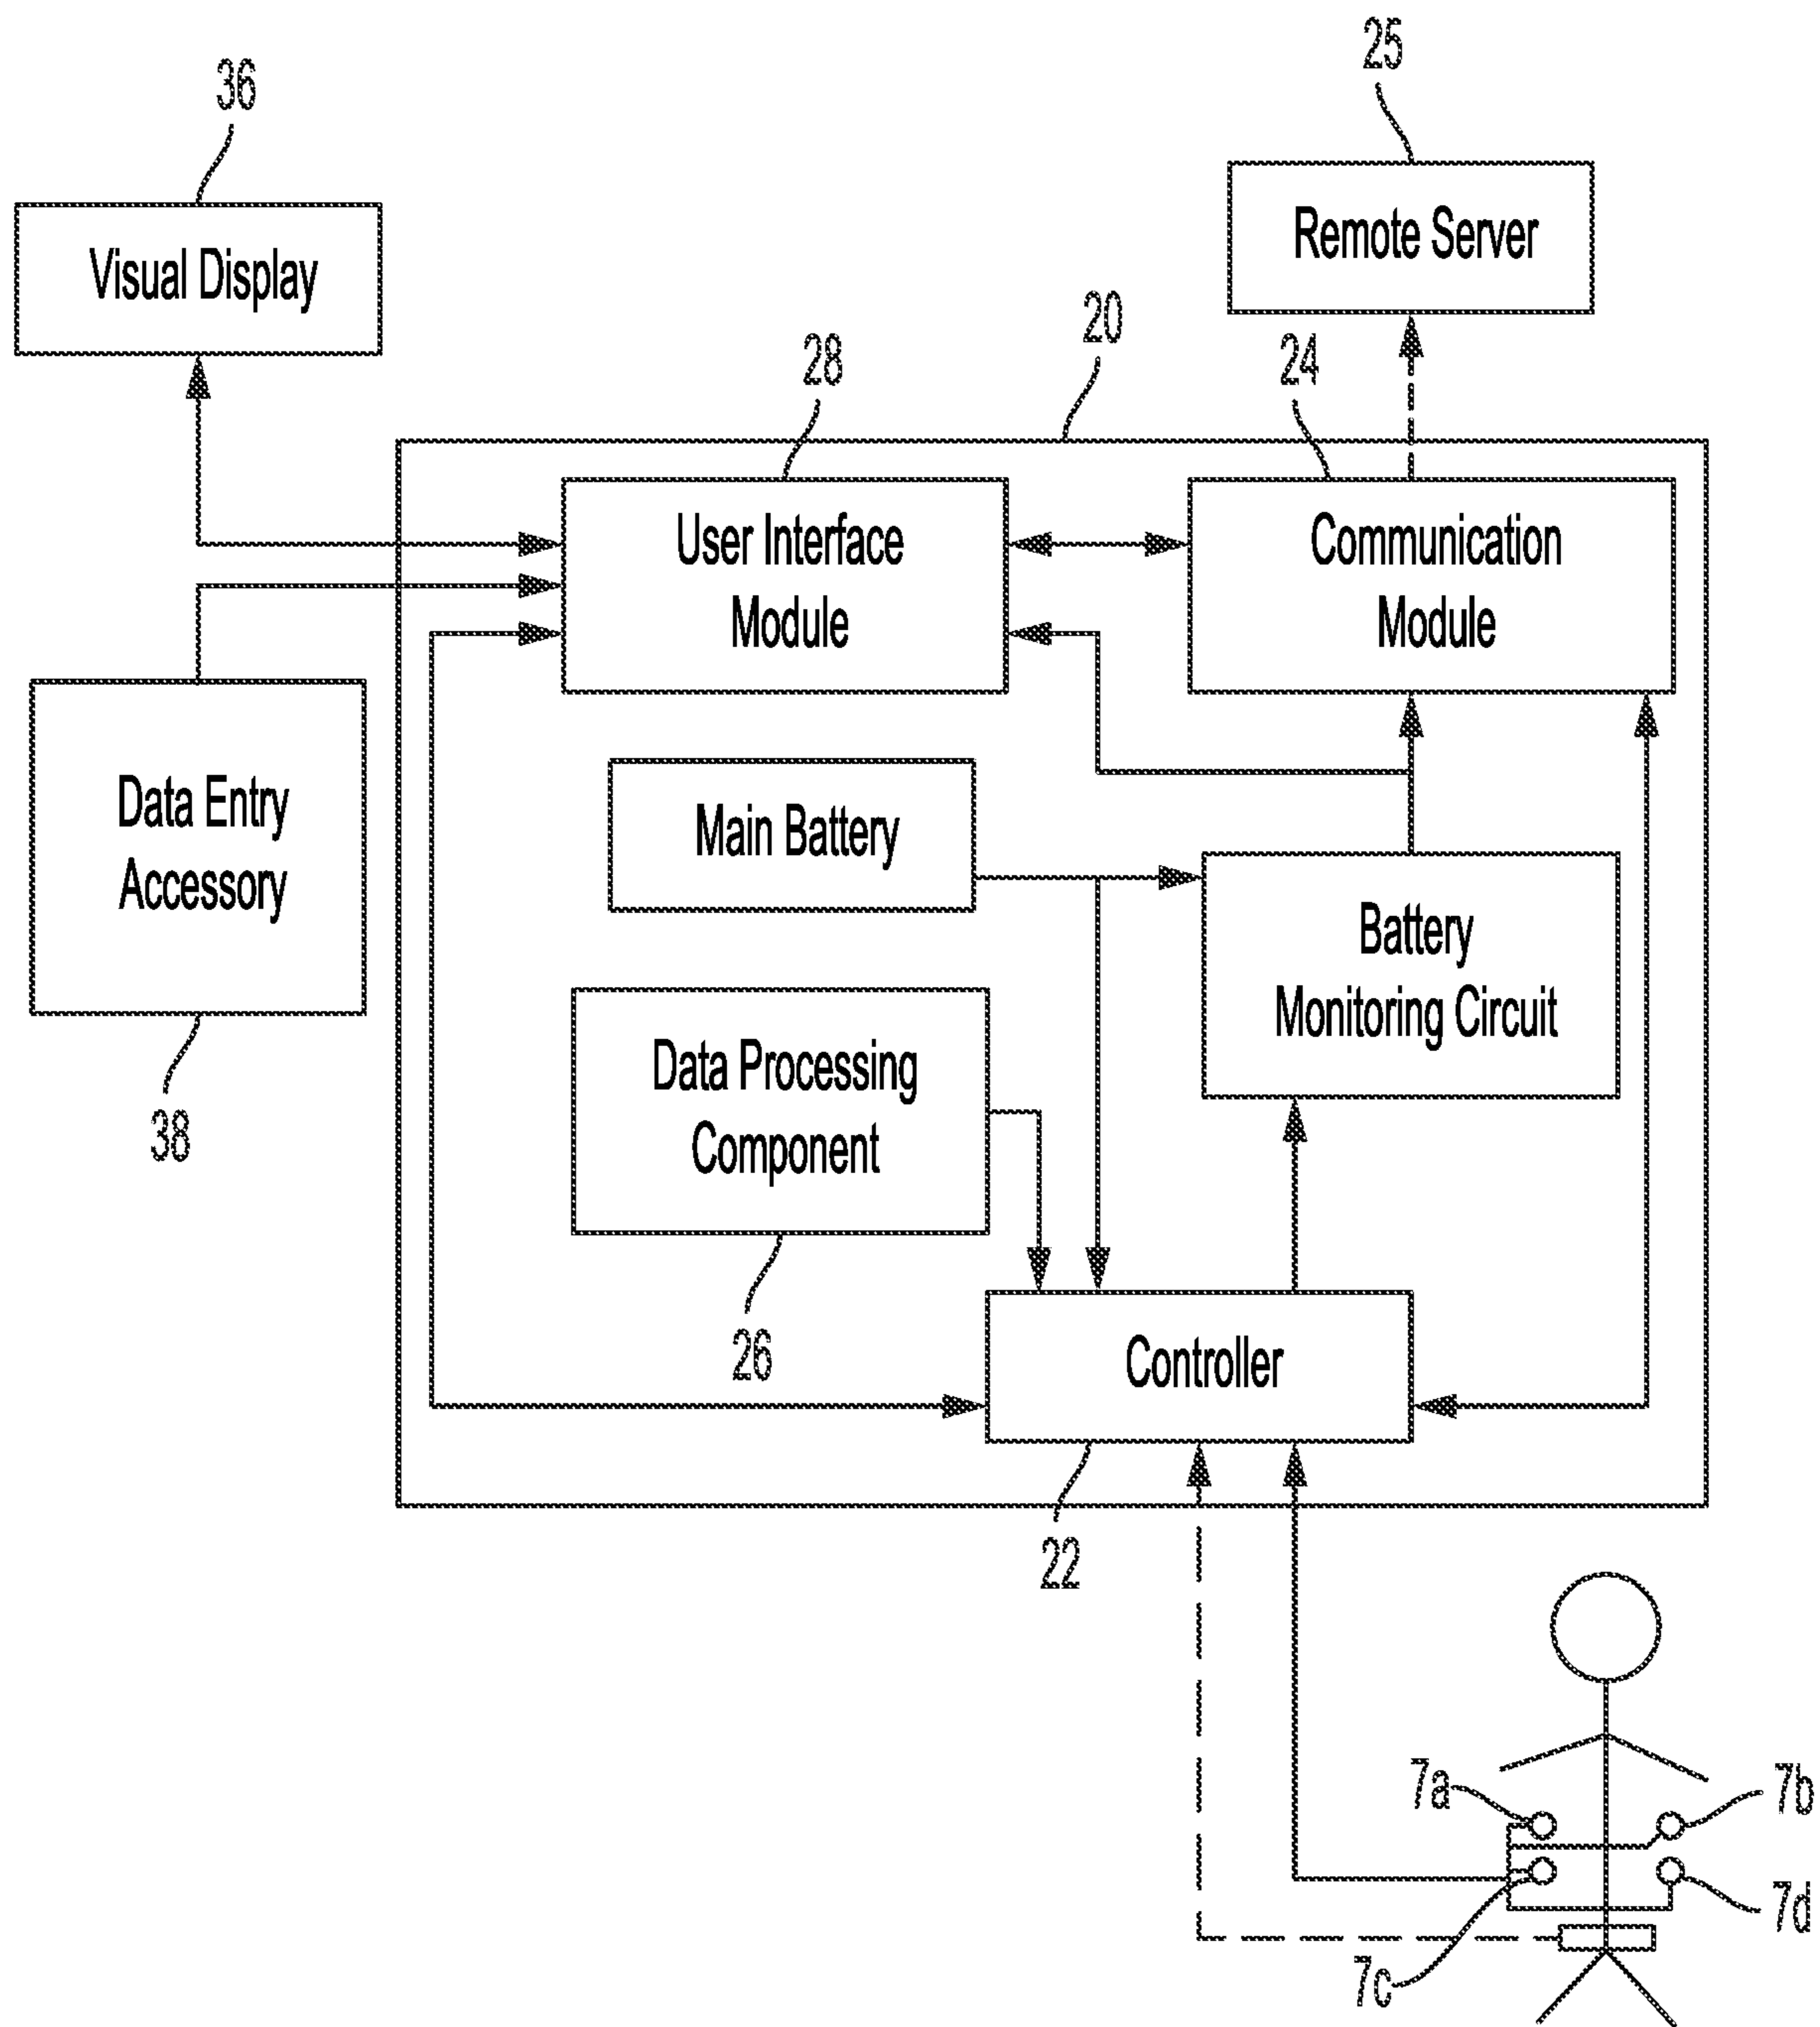 25
36
Remote Server
Visual Display
20
28
24
User Interface
Module
Communication
Module
Main Battery
Data Entry
Accessory
Battery
Monitoring Circuit
Data Processing
Component
38
26
Controller
22
7a
7b
7c
7d